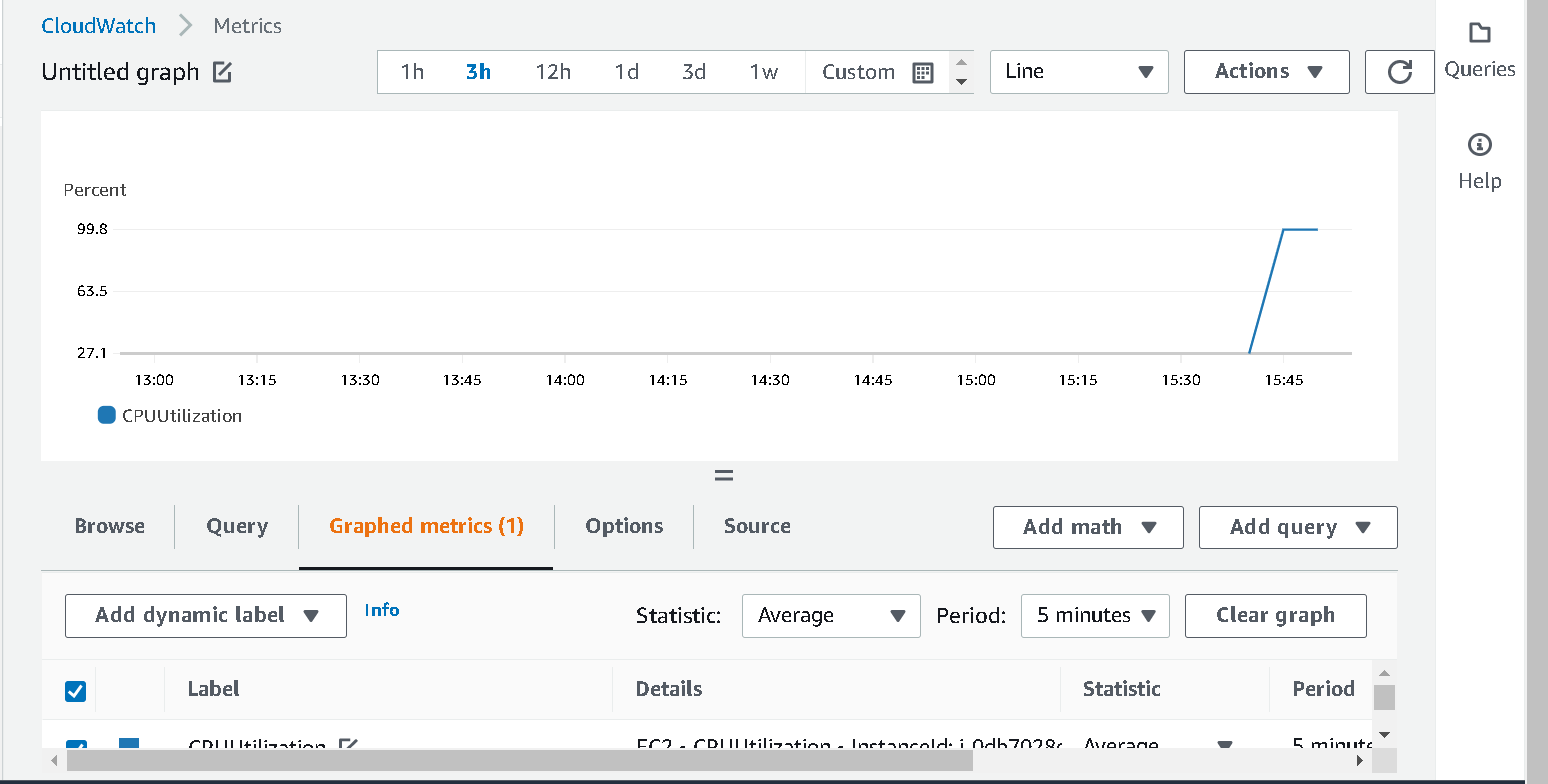 CloudWatch Metrics
Untitled graph 1h 3h 12h 1d 3d 1w Custom Line Actions
Queries
Help
Percent
99.8
63.5
27.1
13:00 13:15 13:30 13:45 14:00 14:15 14:30 14:45 15:00 15:15 15:30 15:45
CPUUtilization
Browse Query Graphed metrics (1) Options Source Add math Add query
Add dynamic label Info Statistic: Average Period: 5 minutes Clear graph
Label Details Statistic Period
CPUUtilization EC2 - CPUUtilization - InstanceId: Average 5 minute